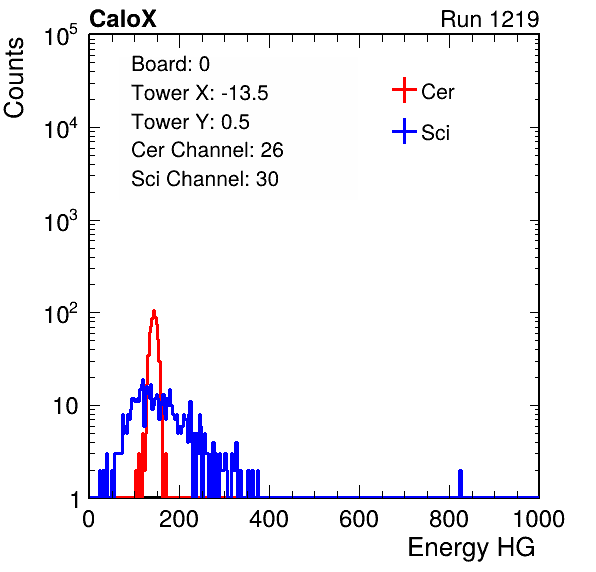 CaloX Run 1219
Counts
10^5
10^4
10^3
10^2
10
1
Board: 0
Tower X: -13.5
Tower Y: 0.5
Cer Channel: 26
Sci Channel: 30
Cer
Sci
0 200 400 600 800 1000
Energy HG